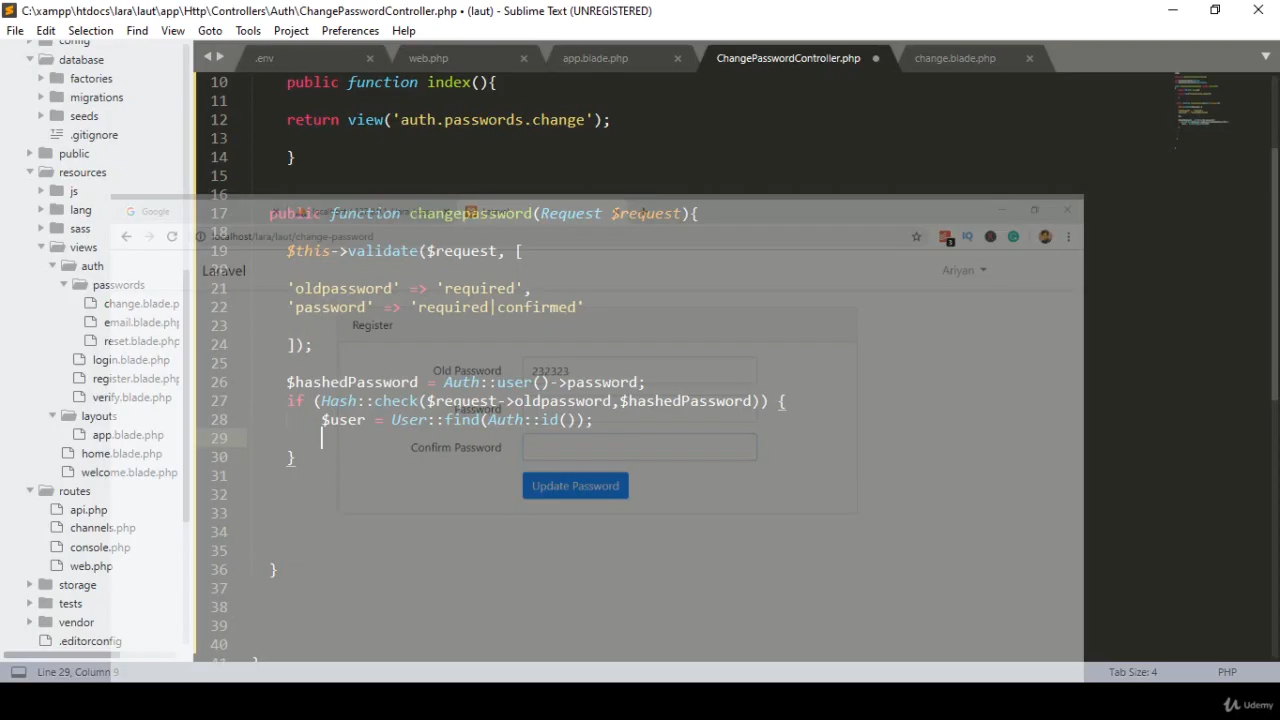 C:\xampp\htdocs\lara\laut\app\Http\Controllers\Auth\ChangePasswordController.php • (laut) - Sublime Text (UNREGISTERED)
File Edit Selection Find View Goto Tools Project Preferences Help
.env web.php app.blade.php ChangePasswordController.php change.blade.php
config
database
factories
migrations
seeds
.gitignore
public
resources
js
lang
sass
views
auth
passwords
change.blade.p
email.blade.php
reset.blade.php
login.blade.php
register.blade.php
verify.blade.php
layouts
app.blade.php
home.blade.php
welcome.blade.php
routes
api.php
channels.php
console.php
web.php
storage
tests
vendor
.editorconfig
10 public function index(){
11
12 return view('auth.passwords.change');
13
14 }
15
16
17 public function changepassword(Request $request){
18
19 $this->validate($request, [
20
21 'oldpassword' => 'required',
22 'password' => 'required|confirmed'
23
24 ]);
25
26 $hashedPassword = Auth::user()->password;
27 if (Hash::check($request->oldpassword,$hashedPassword)) {
28 $user = User::find(Auth::id());
29
30 }
31
32
33
34
35
36 }
37
38
39
40
41 }
Google
localhost/lara/laut/change-password
3
Laravel
Ariyan
Register
Old Password 232323
Password
Confirm Password
Update Password
Line 29, Column 9 Tab Size: 4 PHP
Udemy